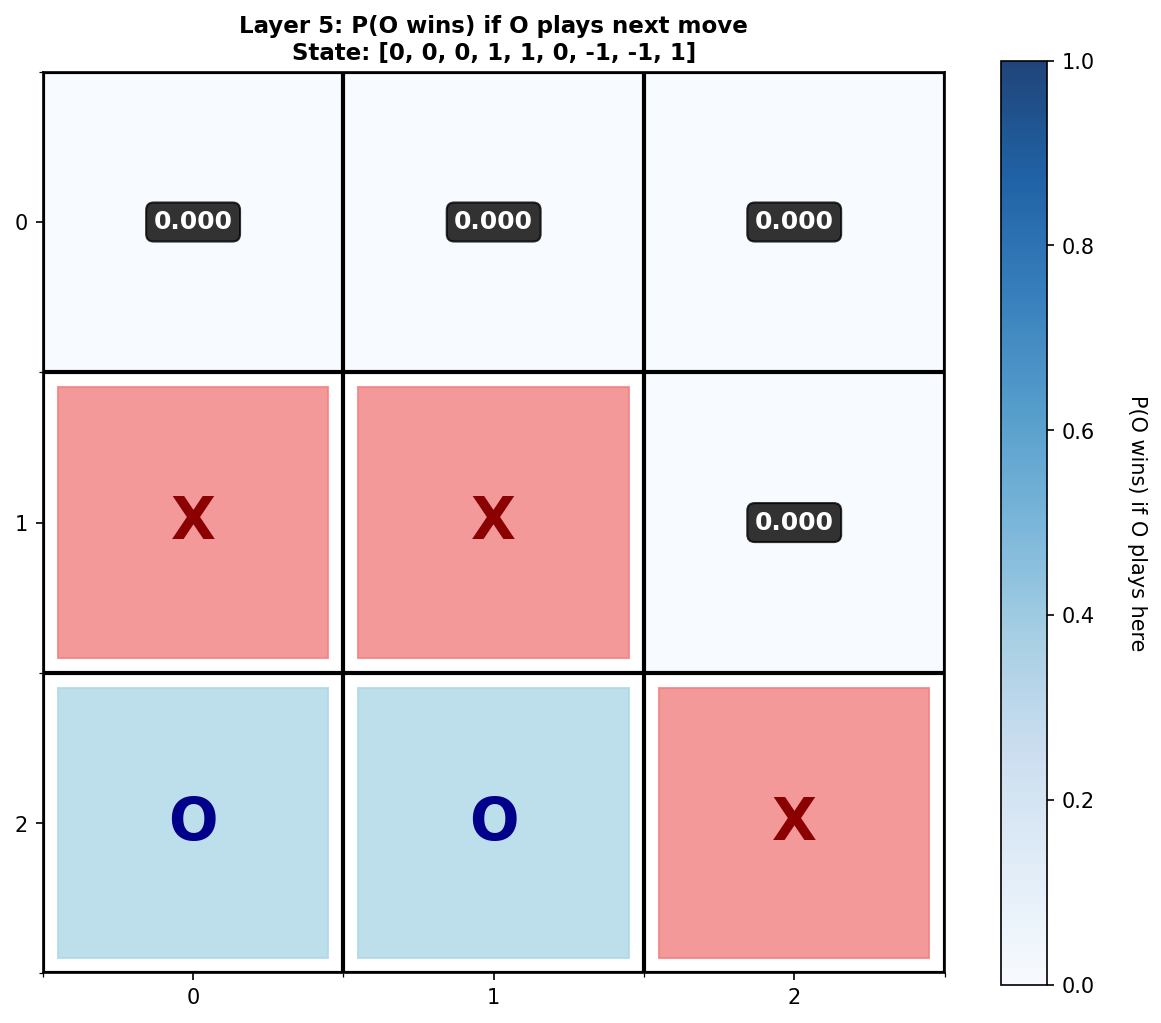 Layer 5: P(O wins) if O plays next move
State: [0, 0, 0, 1, 1, 0, -1, -1, 1]
1.0
0.8
0.6
0.4
0.2
0.0
P(O wins) if O plays here
0
0.000 0.000 0.000
1
X X 0.000
2
O O X
0 1 2